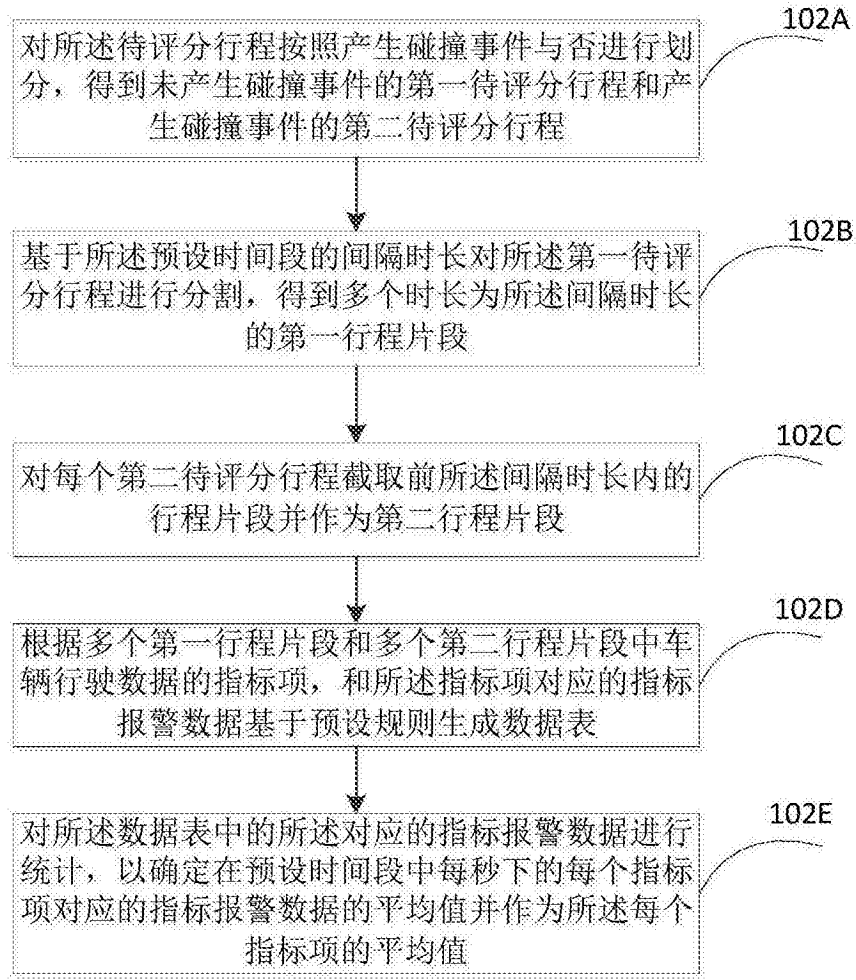 102A
对所述待评分行程按照产生碰撞事件与否进行划
分，得到未产生碰撞事件的第一待评分行程和产
生碰撞事件的第二待评分行程
102B
基于所述预设时间段的间隔时长对所述第一待评
分行程进行分割，得到多个时长为所述间隔时长
的第一行程片段
102C
对每个第二待评分行程截取前所述间隔时长内的
行程片段并作为第二行程片段
102D
根据多个第一行程片段和多个第二行程片段中车
辆行驶数据的指标项，和所述指标项对应的指标
报警数据基于预设规则生成数据表
102E
对所述数据表中的所述对应的指标报警数据进行
统计，以确定在预设时间段中每秒下的每个指标
项对应的指标报警数据的平均值并作为所述每个
指标项的平均值